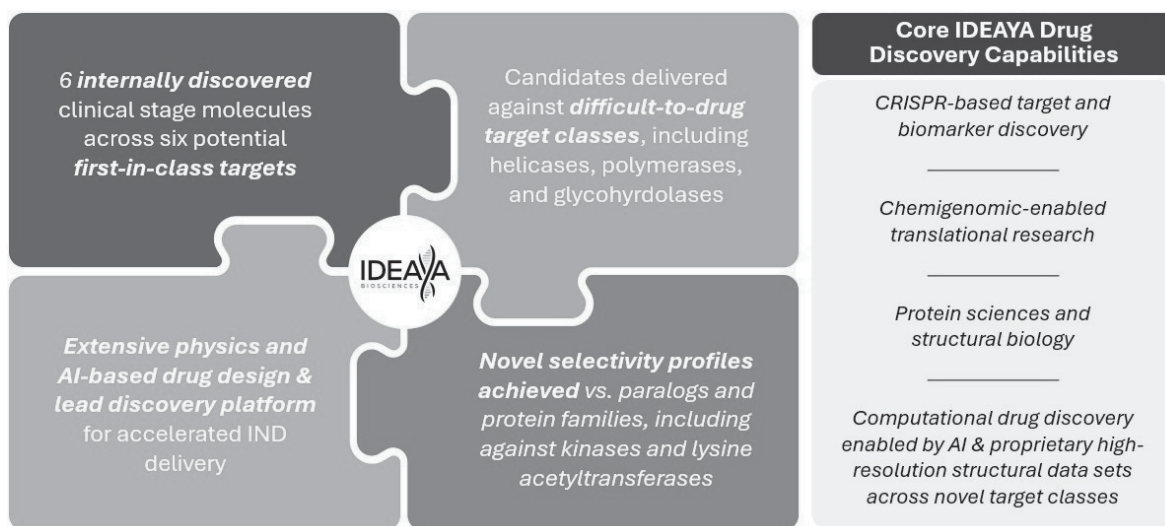 6 internally discovered
clinical stage molecules
across six potential
first-in-class targets
Candidates delivered
against difficult-to-drug
target classes, including
helicases, polymerases,
and glycohyrdolases
IDEAYA
BIOSCIENCES
Extensive physics and
AI-based drug design &
lead discovery platform
for accelerated IND
delivery
Novel selectivity profiles
achieved vs. paralogs and
protein families, including
against kinases and lysine
acetyltransferases
Core IDEAYA Drug
Discovery Capabilities
CRISPR-based target and
biomarker discovery
Chemigenomic-enabled
translational research
Protein sciences and
structural biology
Computational drug discovery
enabled by AI & proprietary high-
resolution structural data sets
across novel target classes